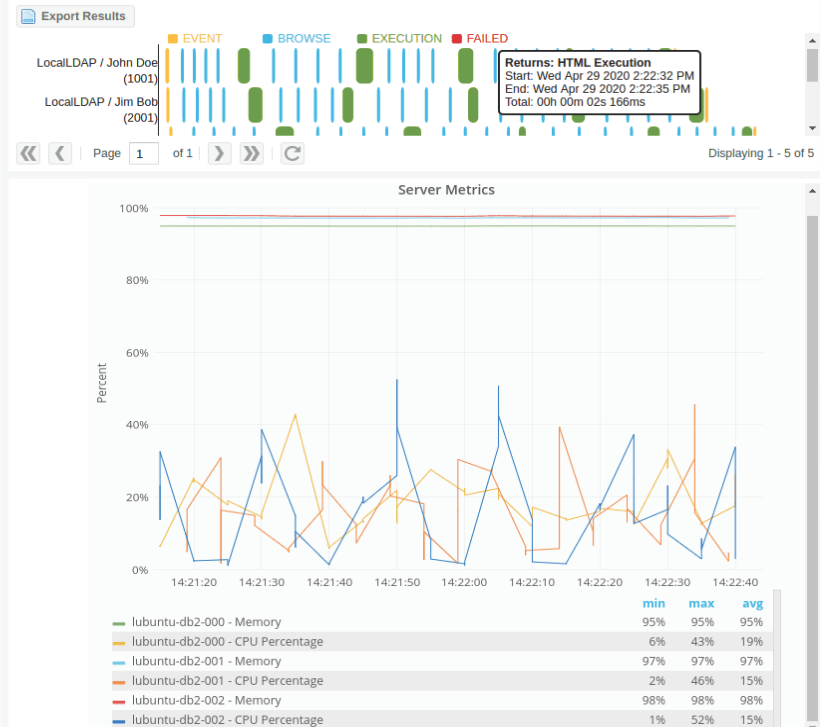 Export Results
EVENT BROWSE EXECUTION FAILED
LocalLDAP / John Doe
(1001)
LocalLDAP / Jim Bob
(2001)
Returns: HTML Execution
Start: Wed Apr 29 2020 2:22:32 PM
End: Wed Apr 29 2020 2:22:35 PM
Total: 00h 00m 02s 166ms
Page 1 of 1
Displaying 1 - 5 of 5
Server Metrics
100%
80%
60%
40%
20%
0%
Percent
14:21:20 14:21:30 14:21:40 14:21:50 14:22:00 14:22:10 14:22:20 14:22:30 14:22:40
min max avg
lubuntu-db2-000 - Memory 95% 95% 95%
lubuntu-db2-000 - CPU Percentage 6% 43% 19%
lubuntu-db2-001 - Memory 97% 97% 97%
lubuntu-db2-001 - CPU Percentage 2% 46% 15%
lubuntu-db2-002 - Memory 98% 98% 98%
lubuntu-db2-002 - CPU Percentage 1% 52% 15%